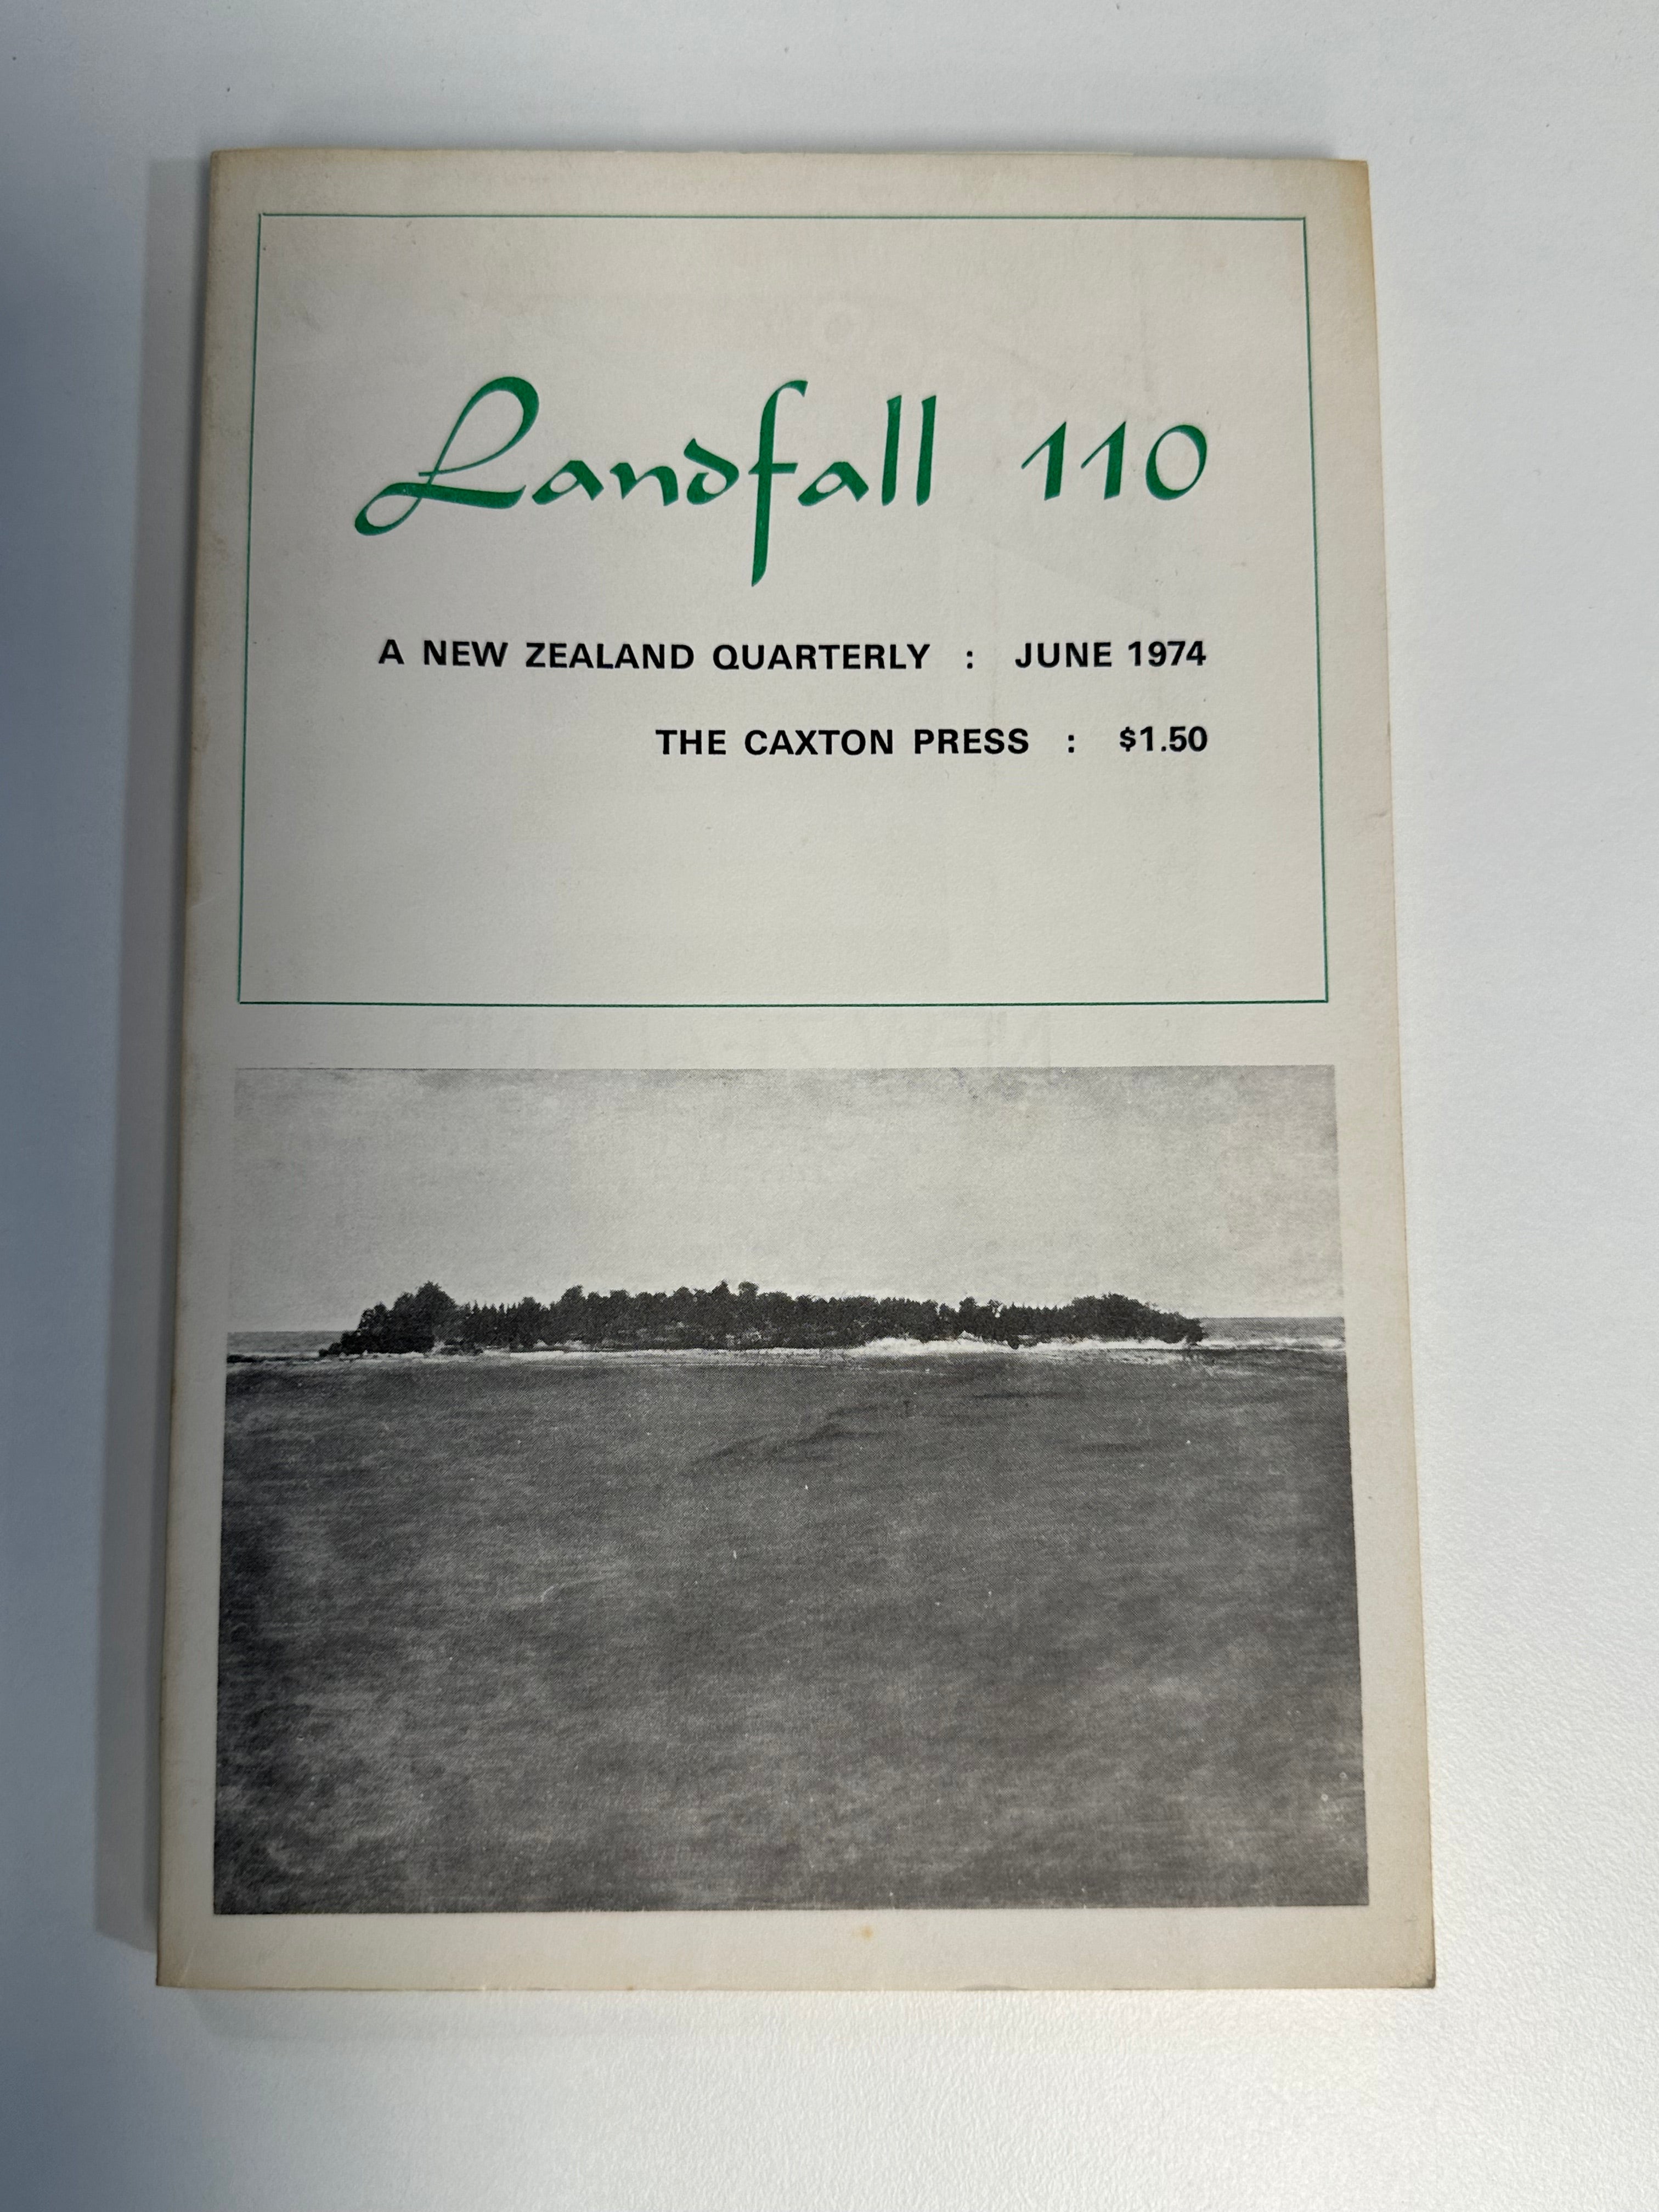 Landfall 110
A NEW ZEALAND QUARTERLY : JUNE 1974
THE CAXTON PRESS : $1.50